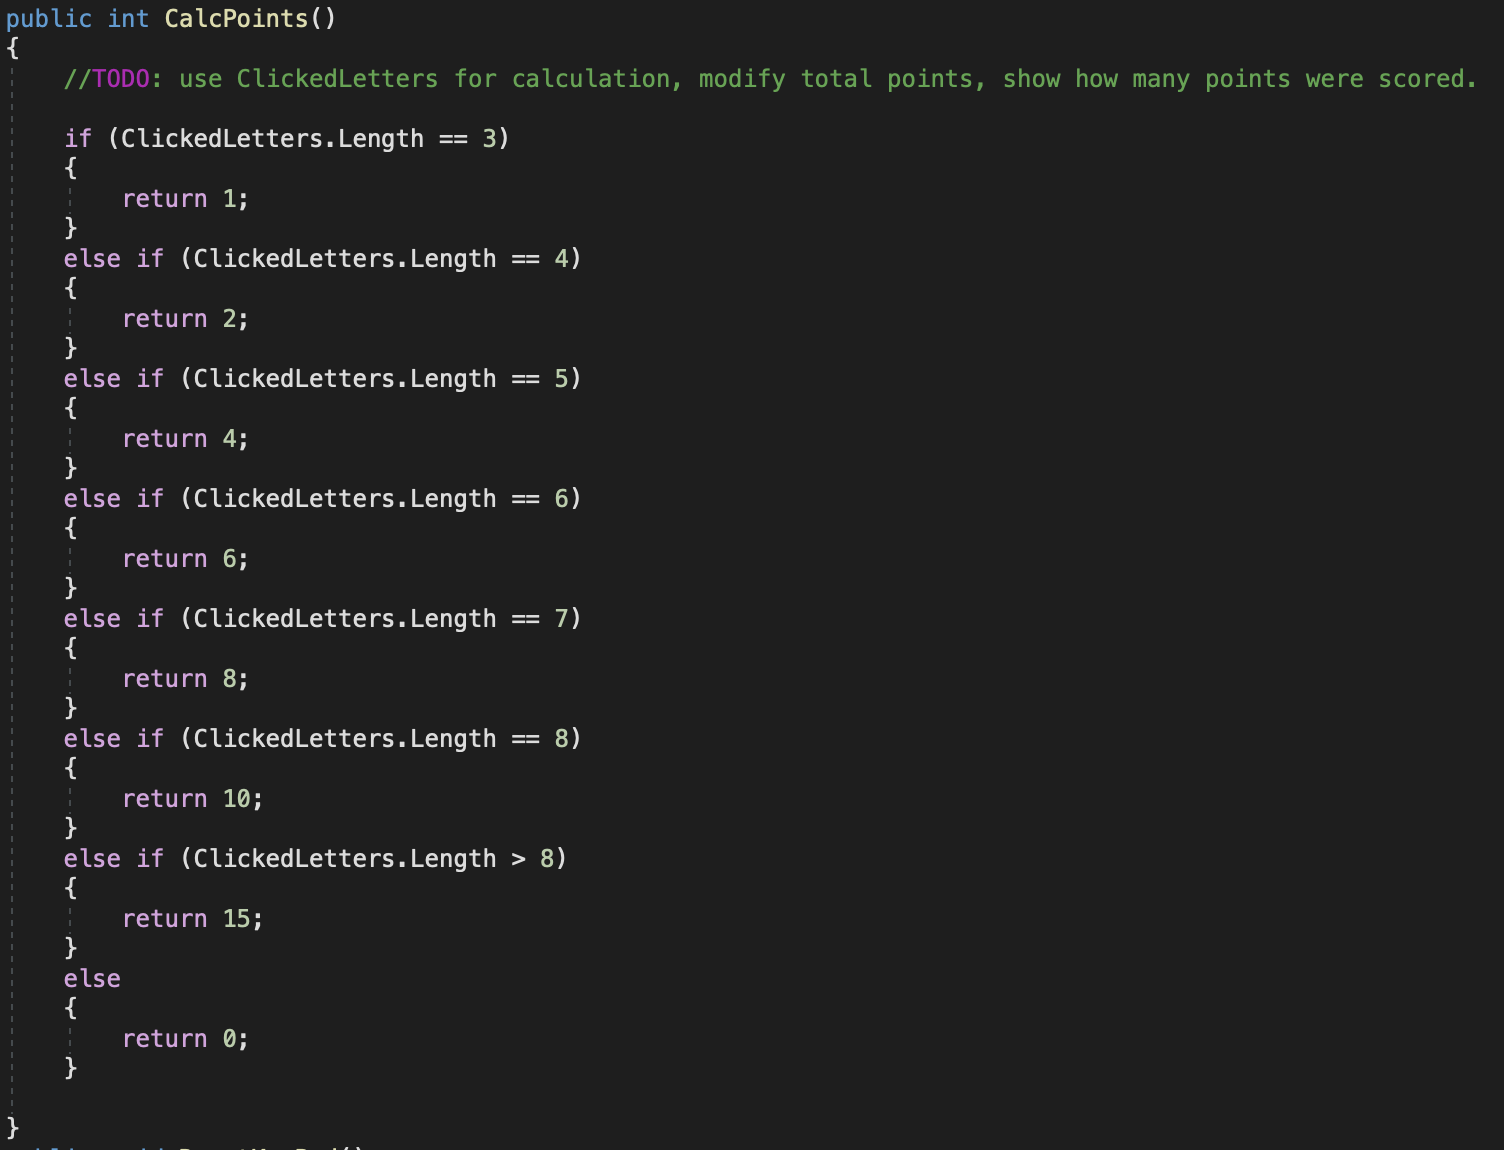 public int CalcPoints()
{
    //TODO: use ClickedLetters for calculation, modify total points, show how many points were scored.
    if (ClickedLetters.Length == 3)
    {
        return 1;
    }
    else if (ClickedLetters.Length == 4)
    {
        return 2;
    }
    else if (ClickedLetters.Length == 5)
    {
        return 4;
    }
    else if (ClickedLetters.Length == 6)
    {
        return 6;
    }
    else if (ClickedLetters.Length == 7)
    {
        return 8;
    }
    else if (ClickedLetters.Length == 8)
    {
        return 10;
    }
    else if (ClickedLetters.Length > 8)
    {
        return 15;
    }
    else
    {
        return 0;
    }
}